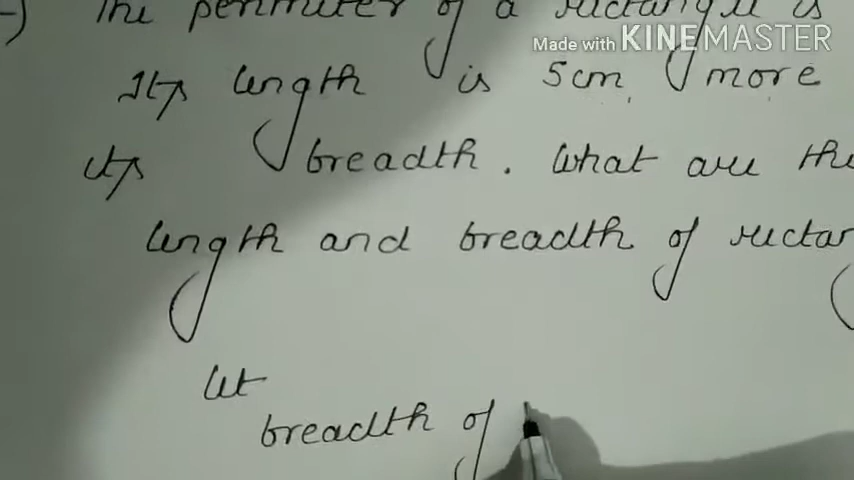 The perimeter of a rectangle is
Made with KINEMASTER
Its length is 5cm more
its breadth. What are the
length and breadth of rectan
let
breadth of